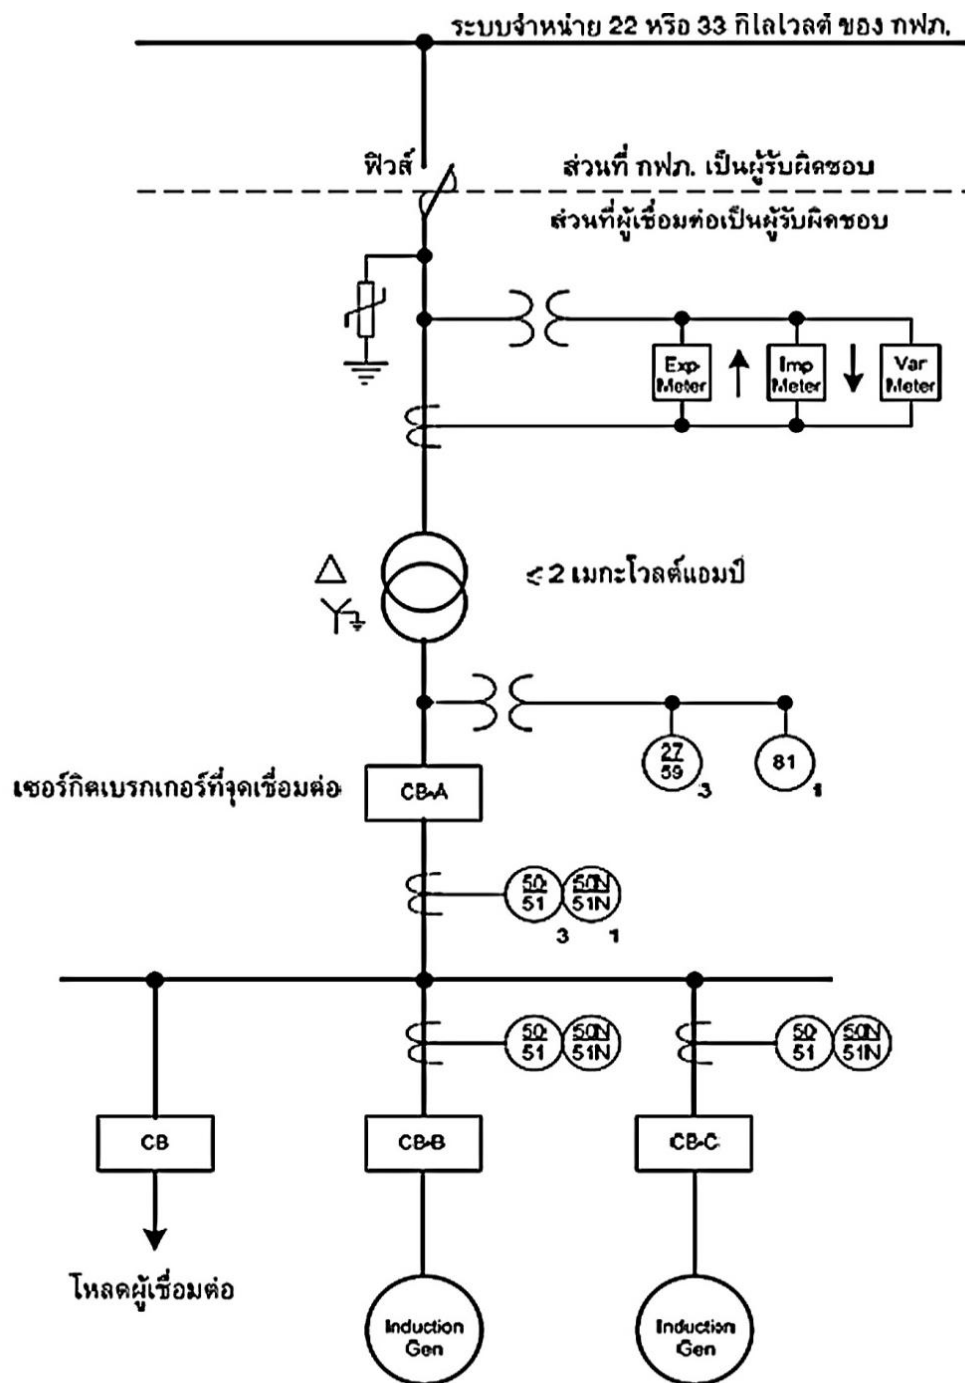 ระบบจำหน่าย 22 หรือ 33 กิโลโวลต์ ของ กฟภ.
ฟิวส์
ส่วนที่ กฟภ. เป็นผู้รับผิดชอบ
ส่วนที่ผู้เชื่อมต่อเป็นผู้รับผิดชอบ
Exp
Meter
Imp
Meter
Var
Meter
≤2 เมกะโวลต์แอมป์
27
59
3
81
1
เซอร์กิตเบรกเกอร์ที่จุดเชื่อมต่อ
CB-A
50
51
3
50N
51N
1
50
51
50N
51N
50
51
50N
51N
CB
CB-B
CB-C
โหลดผู้เชื่อมต่อ
Induction
Gen
Induction
Gen